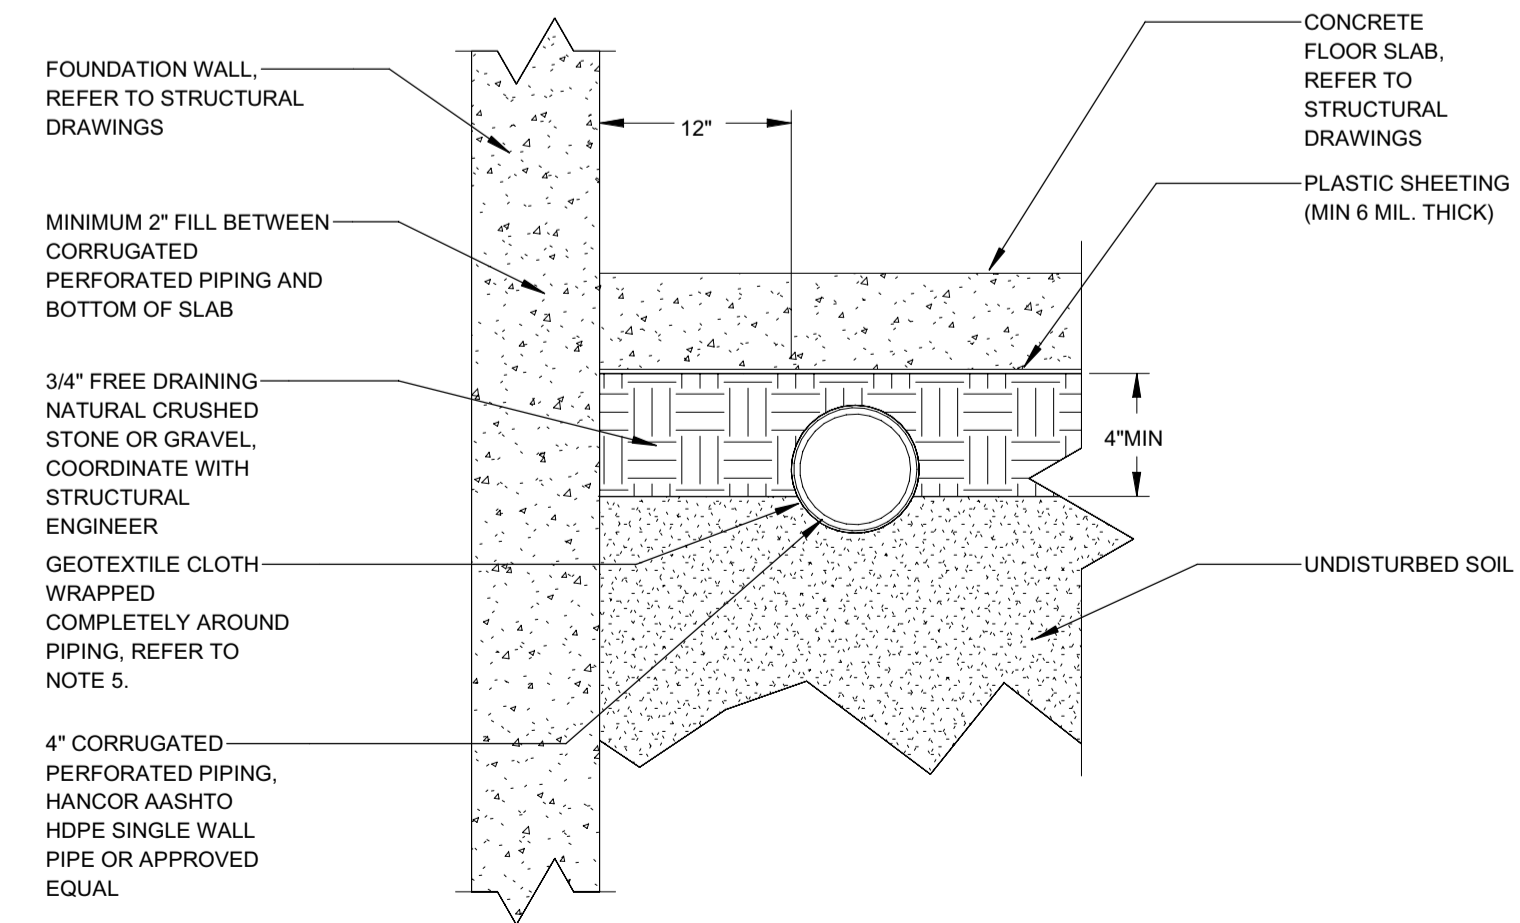 FOUNDATION WALL,
REFER TO STRUCTURAL
DRAWINGS
MINIMUM 2" FILL BETWEEN
CORRUGATED
PERFORATED PIPING AND
BOTTOM OF SLAB
3/4" FREE DRAINING
NATURAL CRUSHED
STONE OR GRAVEL,
COORDINATE WITH
STRUCTURAL
ENGINEER
GEOTEXTILE CLOTH
WRAPPED
COMPLETELY AROUND
PIPING, REFER TO
NOTE 5.
4" CORRUGATED
PERFORATED PIPING,
HANCOR AASHTO
HDPE SINGLE WALL
PIPE OR APPROVED
EQUAL
12"
CONCRETE
FLOOR SLAB,
REFER TO
STRUCTURAL
DRAWINGS
PLASTIC SHEETING
(MIN 6 MIL. THICK)
4"MIN
UNDISTURBED SOIL